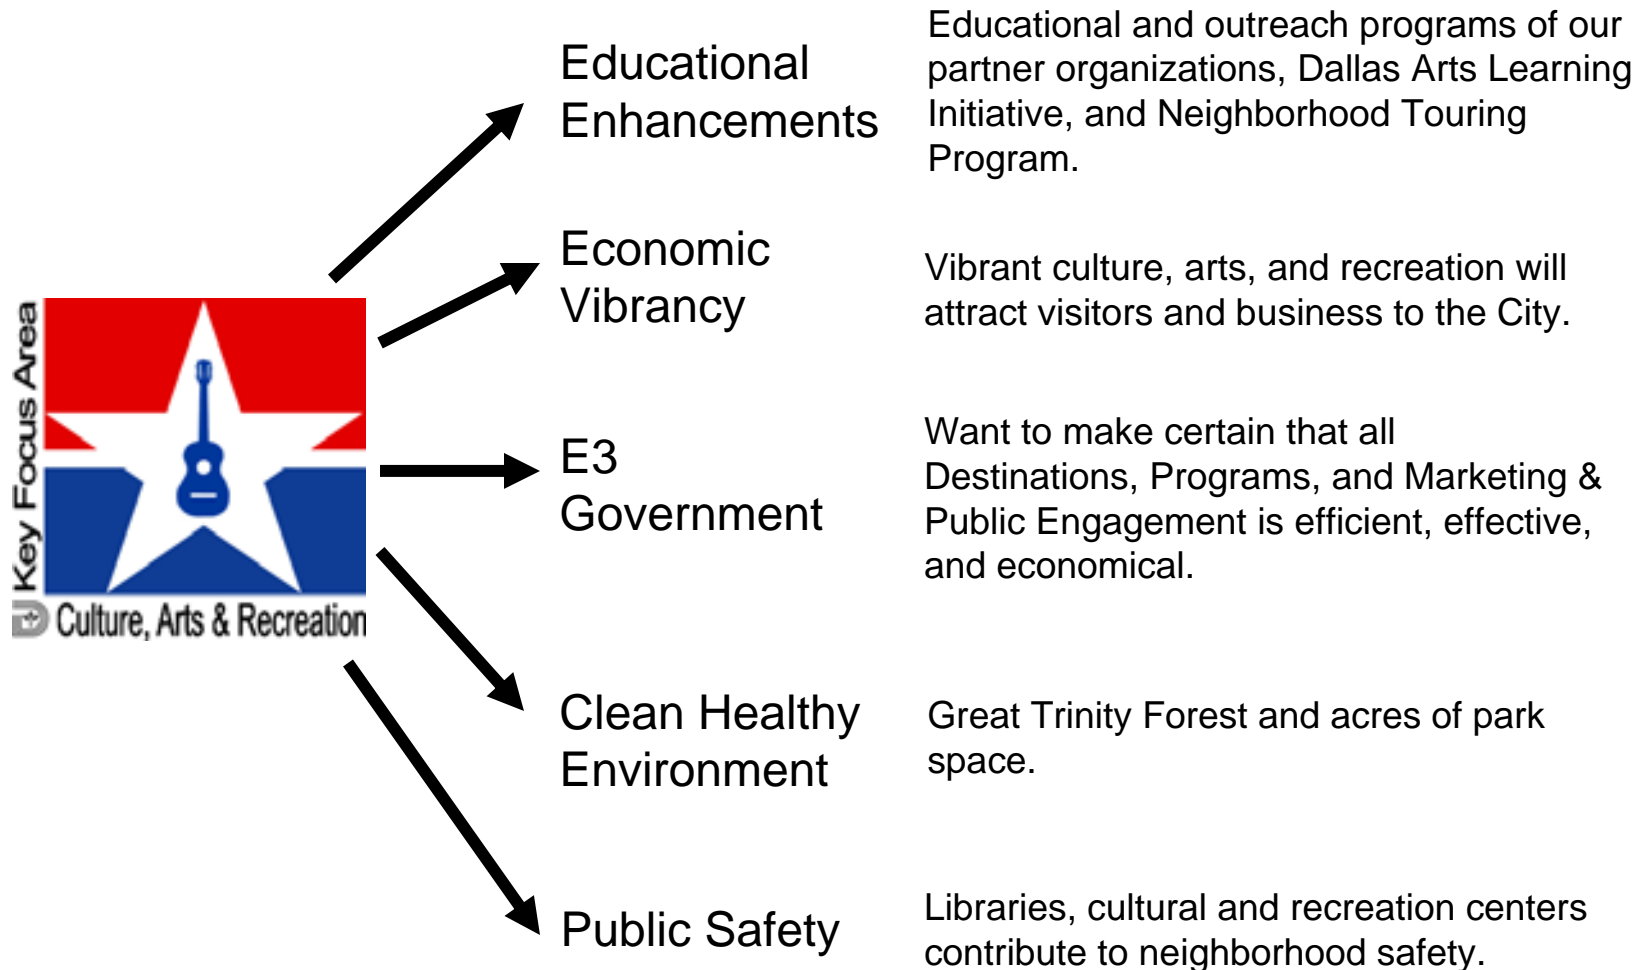 Key Focus Area
Culture, Arts & Recreation
Educational
Enhancements
Educational and outreach programs of our
partner organizations, Dallas Arts Learning
Initiative, and Neighborhood Touring
Program.
Economic
Vibrancy
Vibrant culture, arts, and recreation will
attract visitors and business to the City.
E3
Government
Want to make certain that all
Destinations, Programs, and Marketing &
Public Engagement is efficient, effective,
and economical.
Clean Healthy
Environment
Great Trinity Forest and acres of park
space.
Public Safety
Libraries, cultural and recreation centers
contribute to neighborhood safety.